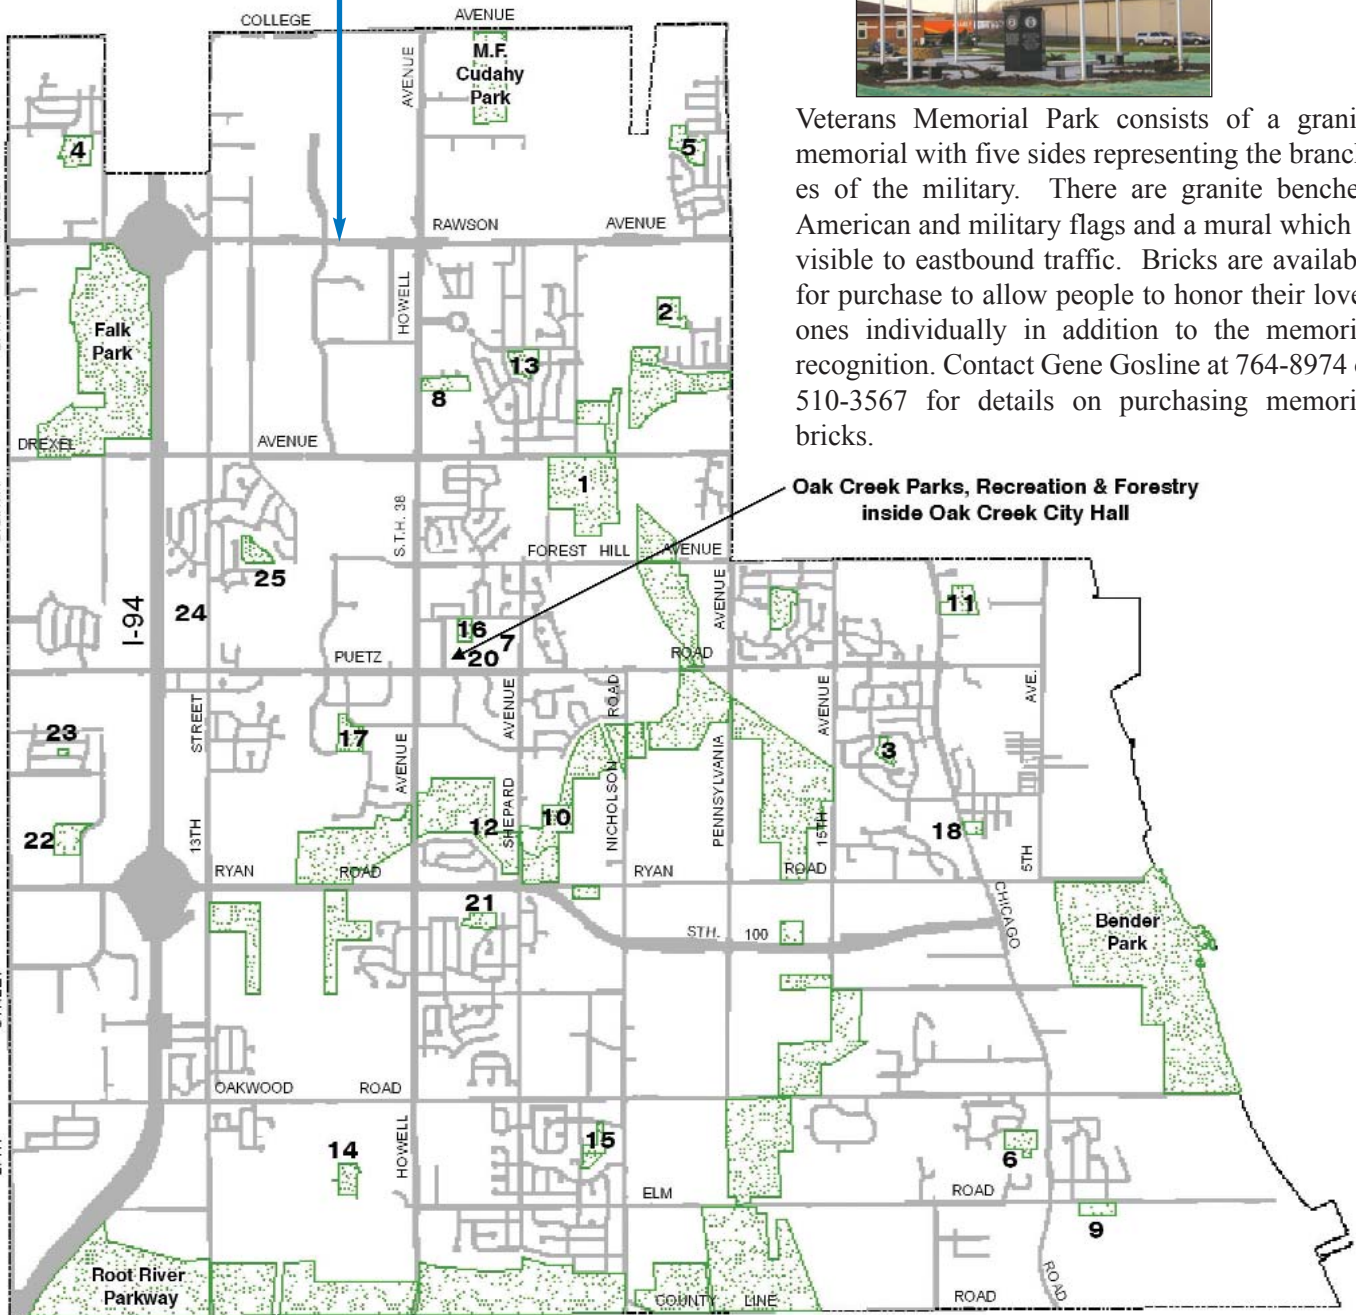 COLLEGE AVENUE
M.F.
Cudahy
Park
AVENUE
4
5
RAWSON AVENUE
Falk
Park
HOWELL
2
13
8
DREXEL AVENUE
1
S.T.H. 38
FOREST HILL AVENUE
25
24
I-94
11
AVENUE
16
7
20
PUETZ ROAD
AVE.
STREET
AVENUE
ROAD
AVENUE
23
17
3
AVENUE
SHEPARD
NICHOLSON
PENNSYLVANIA
15TH
10
12
18
22
13TH
5TH
RYAN ROAD RYAN ROAD
21
CHICAGO
STH. 100
Bender
Park
OAKWOOD ROAD
14
HOWELL
15
6
ELM ROAD
9
Root River
Parkway
ROAD
COUNTY LINE ROAD
Veterans Memorial Park consists of a grani
memorial with five sides representing the branch
es of the military. There are granite benche
American and military flags and a mural which
visible to eastbound traffic. Bricks are availab
for purchase to allow people to honor their love
ones individually in addition to the memori
recognition. Contact Gene Gosline at 764-8974
510-3567 for details on purchasing memori
bricks.
Oak Creek Parks, Recreation & Forestry
inside Oak Creek City Hall